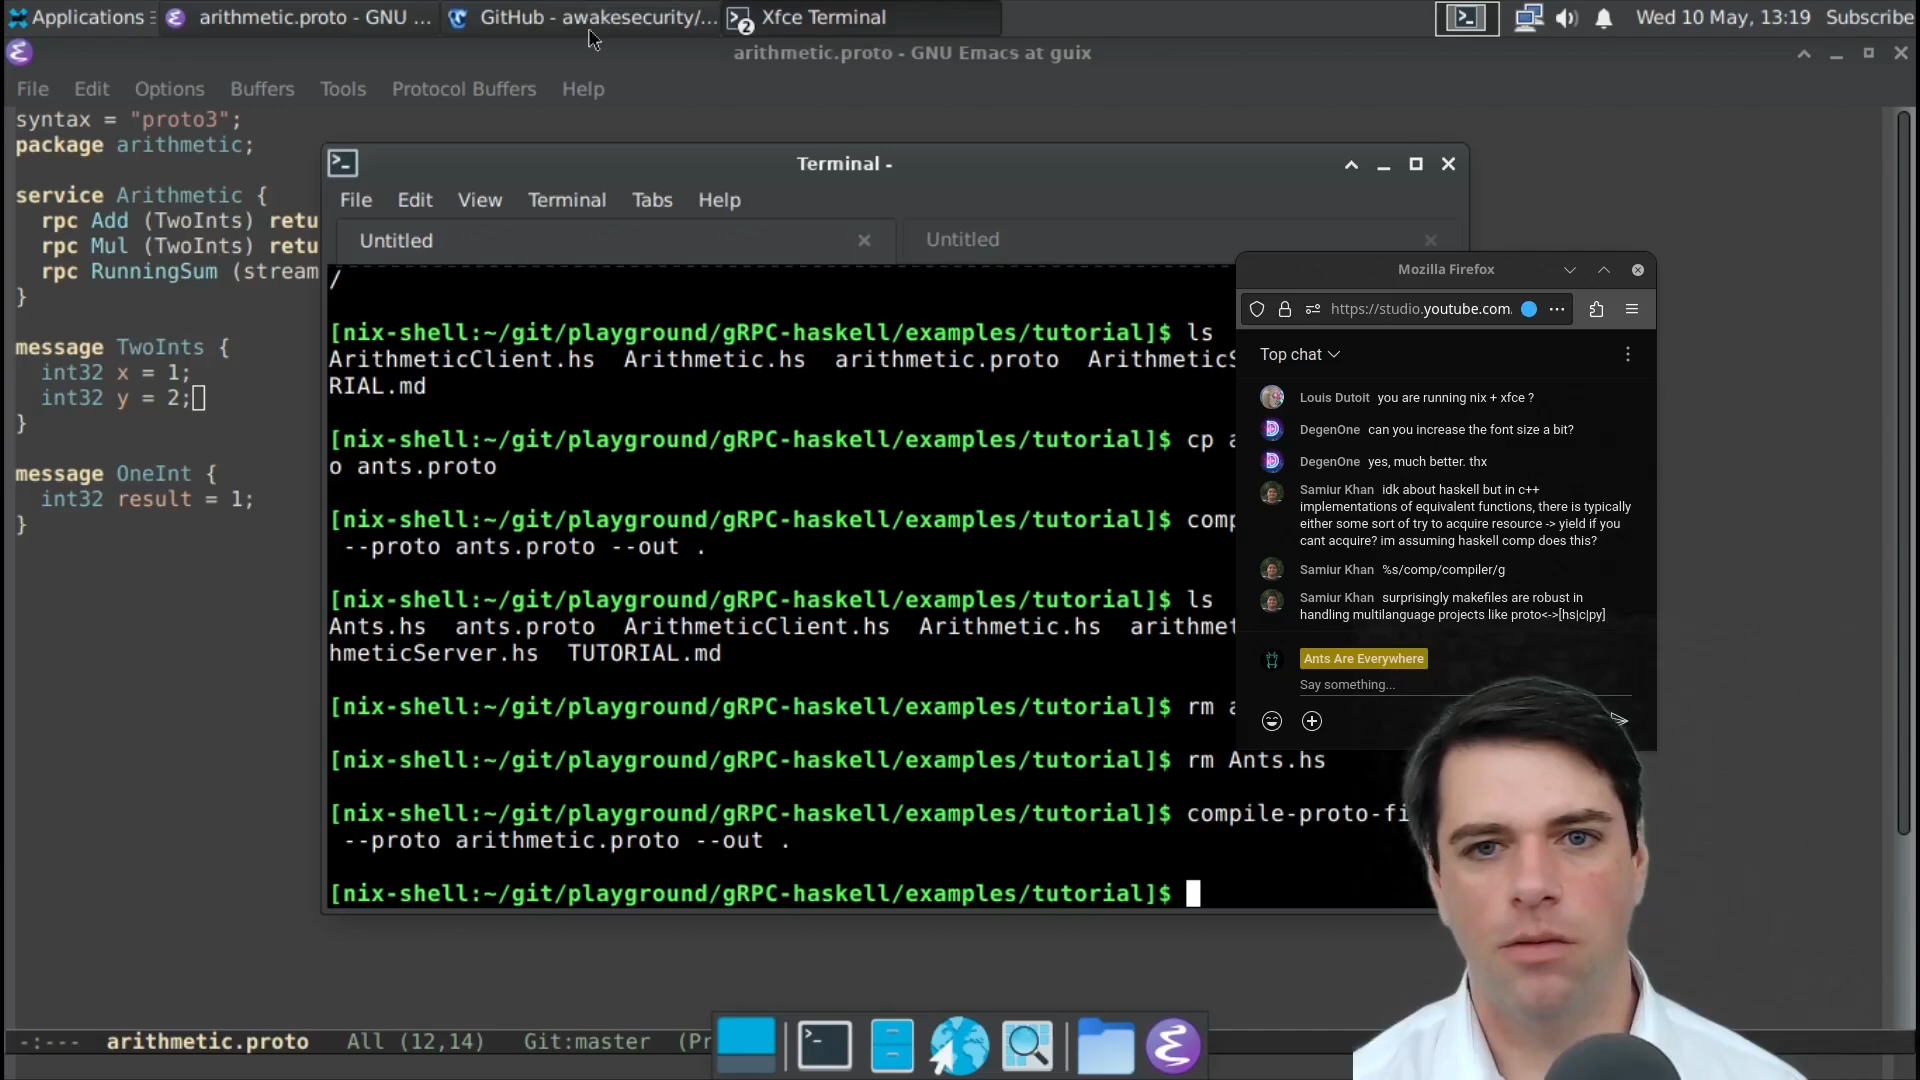 Applications
arithmetic.proto - GNU ...
GitHub - awakesecurity/...
2
Xfce Terminal
Wed 10 May, 13:19
Subscribe
arithmetic.proto - GNU Emacs at guix
File Edit Options Buffers Tools Protocol Buffers Help
syntax = "proto3";
package arithmetic;
service Arithmetic {
rpc Add (TwoInts) retu
rpc Mul (TwoInts) retu
rpc RunningSum (stream
}
message TwoInts {
int32 x = 1;
int32 y = 2;
}
message OneInt {
int32 result = 1;
}
Terminal -
File Edit View Terminal Tabs Help
Untitled
Untitled
/
[nix-shell:~/git/playground/gRPC-haskell/examples/tutorial]$ ls
ArithmeticClient.hs Arithmetic.hs arithmetic.proto ArithmeticS
RIAL.md
[nix-shell:~/git/playground/gRPC-haskell/examples/tutorial]$ cp a
o ants.proto
[nix-shell:~/git/playground/gRPC-haskell/examples/tutorial]$ comp
--proto ants.proto --out .
[nix-shell:~/git/playground/gRPC-haskell/examples/tutorial]$ ls
Ants.hs ants.proto ArithmeticClient.hs Arithmetic.hs arithmet
hmeticServer.hs TUTORIAL.md
[nix-shell:~/git/playground/gRPC-haskell/examples/tutorial]$ rm a
[nix-shell:~/git/playground/gRPC-haskell/examples/tutorial]$ rm Ants.hs
[nix-shell:~/git/playground/gRPC-haskell/examples/tutorial]$ compile-proto-fi
--proto arithmetic.proto --out .
[nix-shell:~/git/playground/gRPC-haskell/examples/tutorial]$
Mozilla Firefox
https://studio.youtube.com.
Top chat
Louis Dutoit you are running nix + xfce ?
DegenOne can you increase the font size a bit?
DegenOne yes, much better. thx
Samiur Khan idk about haskell but in c++
implementations of equivalent functions, there is typically
either some sort of try to acquire resource -> yield if you
cant acquire? im assuming haskell comp does this?
Samiur Khan %s/comp/compiler/g
Samiur Khan surprisingly makefiles are robust in
handling multilanguage projects like proto<->[hs|c|py]
Ants Are Everywhere
Say something...
-:---  arithmetic.proto All (12,14) Git:master (Pr